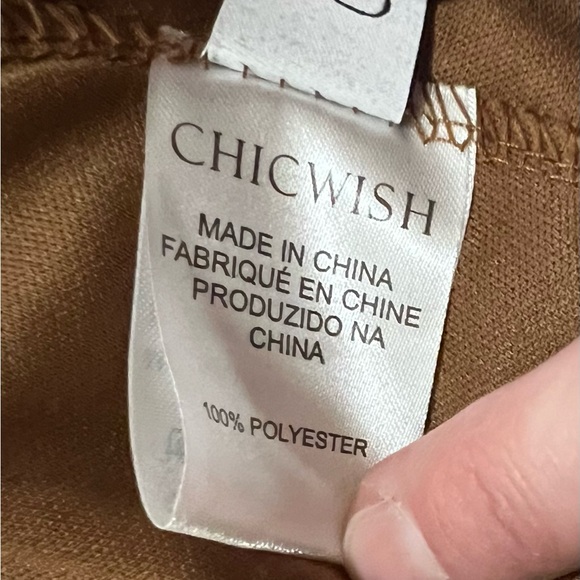 CHICWISH
MADE IN CHINA
FABRIQUÉ EN CHINE
PRODUZIDO NA
CHINA
100% POLYESTER